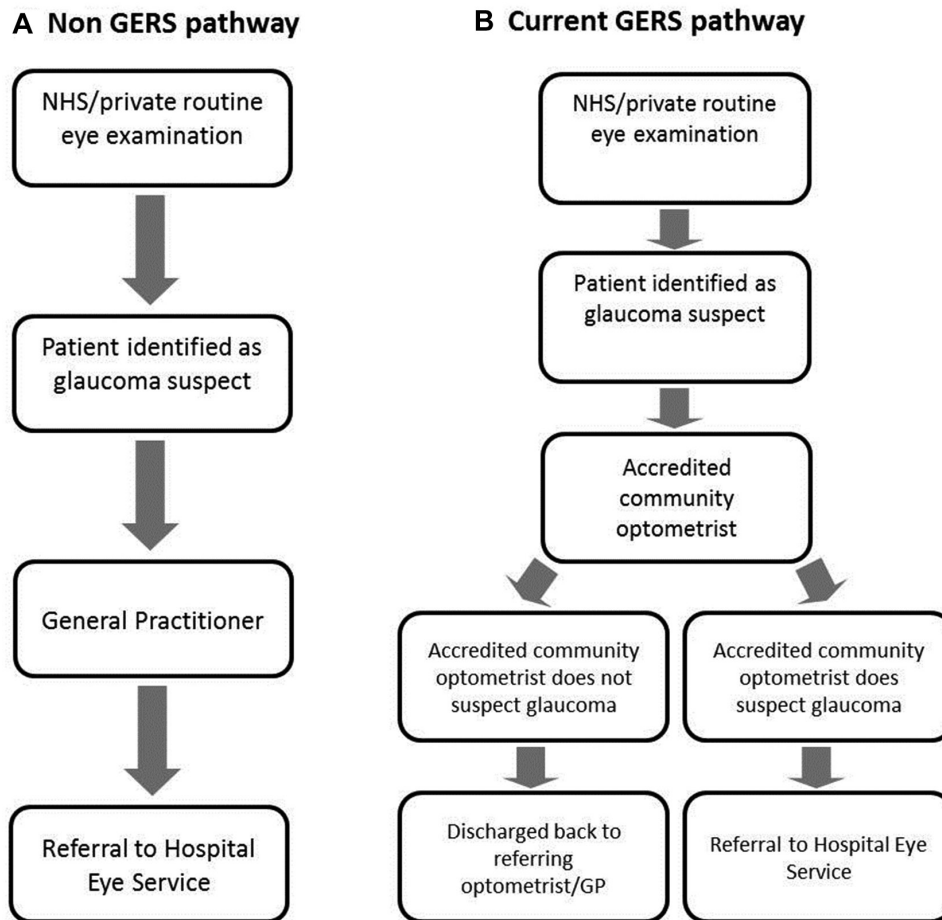 A Non GERS pathway
NHS/private routine
eye examination
Patient identified as
glaucoma suspect
General Practitioner
Referral to Hospital
Eye Service
B Current GERS pathway
NHS/private routine
eye examination
Patient identified as
glaucoma suspect
Accredited
community
optometrist
Accredited community
optometrist does not
suspect glaucoma
Accredited community
optometrist does
suspect glaucoma
Discharged back to
referring
optometrist/GP
Referral to Hospital Eye
Service